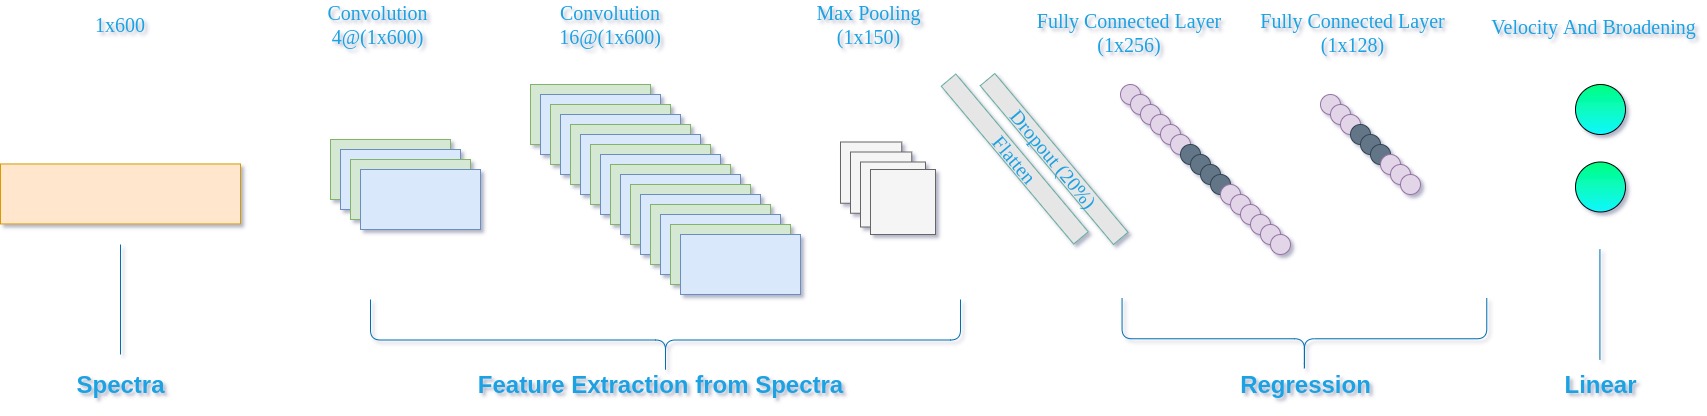 1x600
Convolution
4@(1x600)
Convolution
16@(1x600)
Max Pooling
(1x150)
Fully Connected Layer
(1x256)
Fully Connected Layer
(1x128)
Velocity And Broadening
Flatten
Dropout (20%)
Spectra
Feature Extraction from Spectra
Regression
Linear